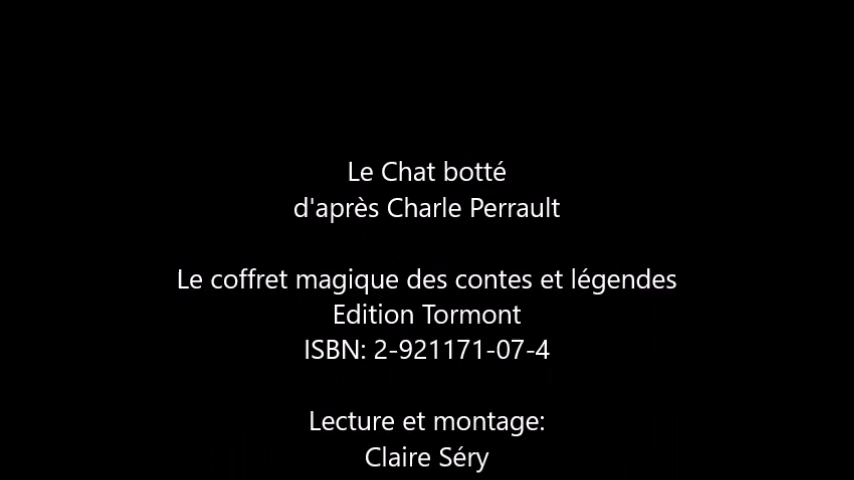 Le Chat botté
d'après Charle Perrault
Le coffret magique des contes et légendes
Edition Tormont
ISBN: 2-921171-07-4
Lecture et montage:
Claire Séry